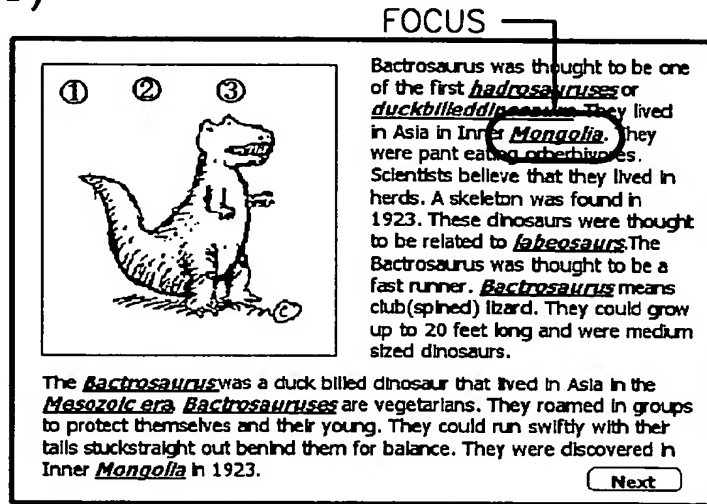 FOCUS
① ② ③
Bactrosaurus was thought to be one
of the first hadrosauruses or
duckbilleddinosaurs. They lived
in Asia in Inner Mongolia. They
were pant eating orberbivores.
Scientists believe that they lived in
herds. A skeleton was found in
1923. These dinosaurs were thought
to be related to labeosaurs.The
Bactrosaurus was thought to be a
fast runner. Bactrosaurus means
club(spined) lizard. They could grow
up to 20 feet long and were medium
sized dinosaurs.
The Bactrosaurus was a duck billed dinosaur that lived in Asia in the
Mesozoic era. Bactrosauruses are vegetarians. They roamed in groups
to protect themselves and their young. They could run swiftly with their
tails stuckstraight out benind them for balance. They were discovered in
Inner Mongolia in 1923.
Next